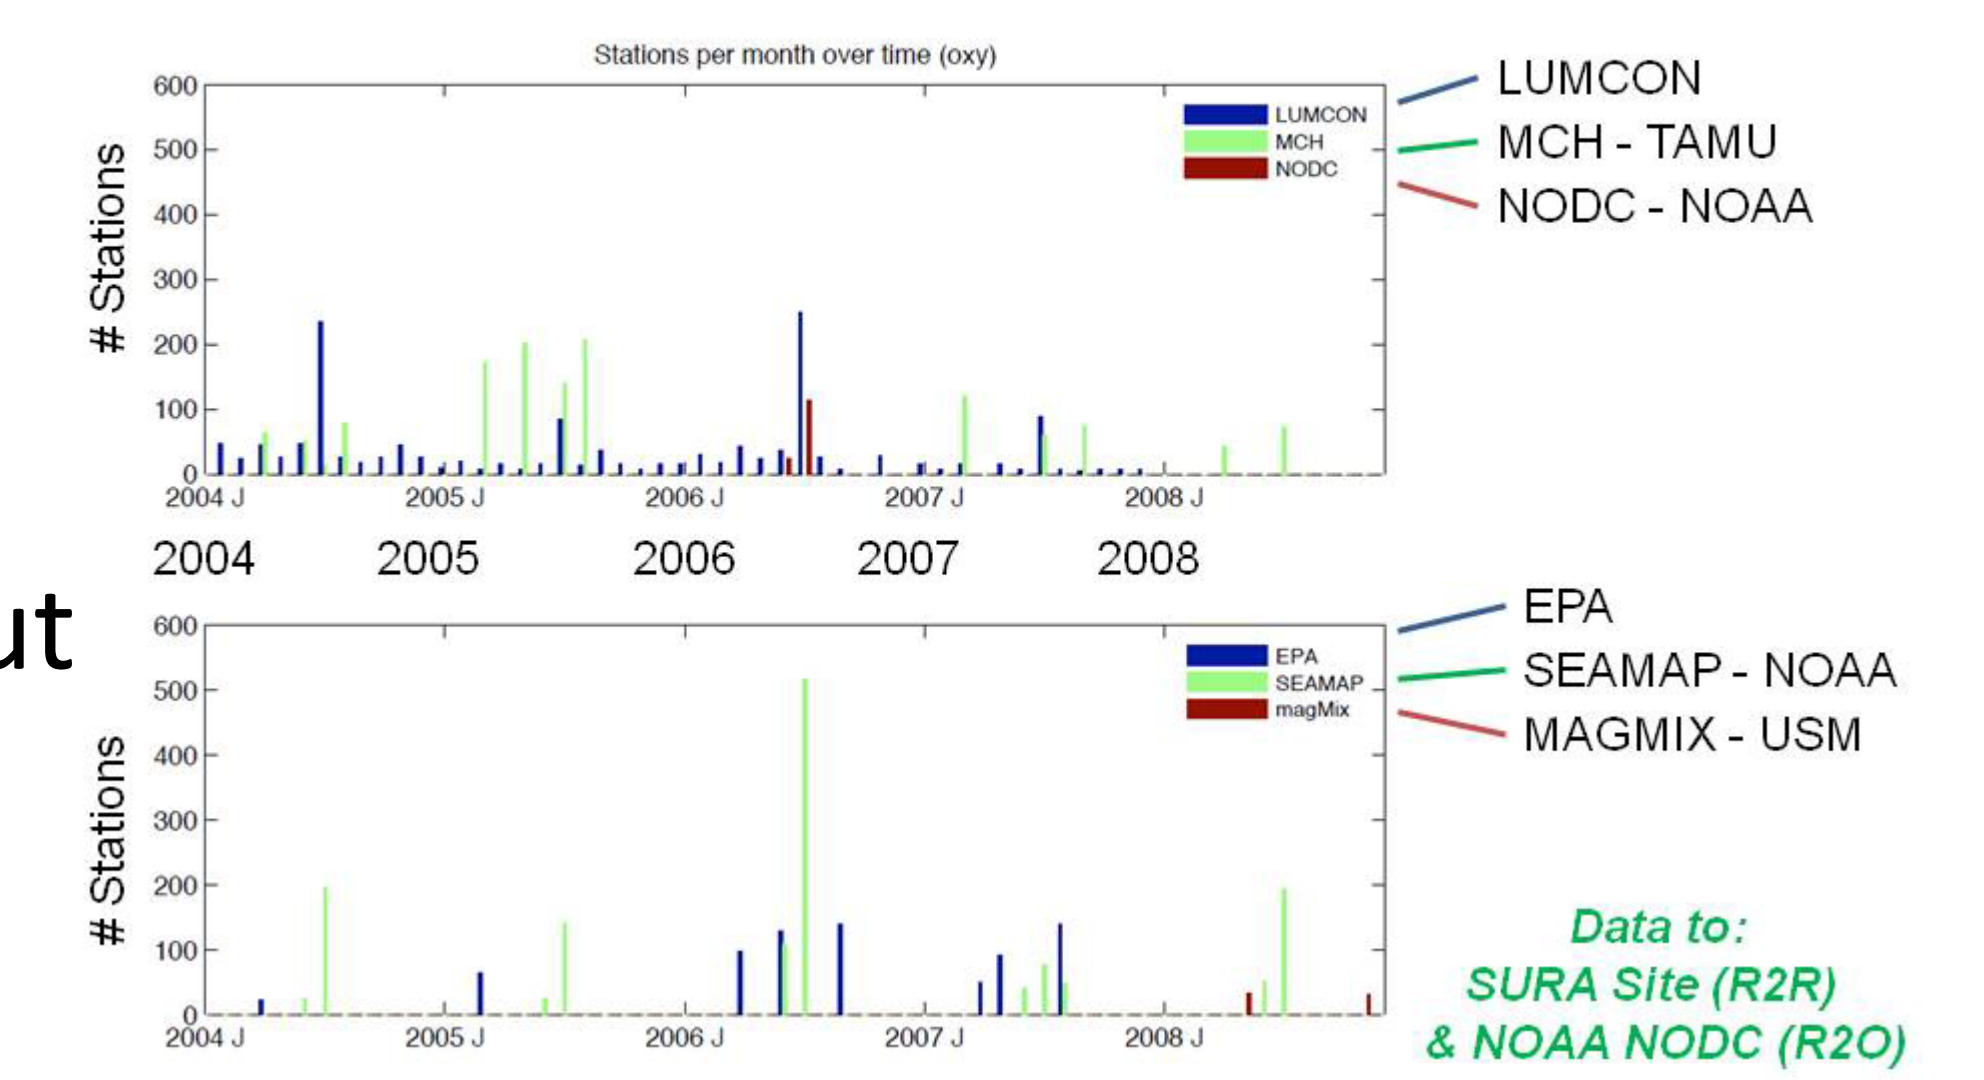 Stations per month over time (oxy)
600
500
400
300
200
100
0
# Stations
LUMCON
MCH
NODC
2004 J
2005 J
2006 J
2007 J
2008 J
LUMCON
MCH - TAMU
NODC - NOAA
2004 2005 2006 2007 2008
ut
600
500
400
300
200
100
0
# Stations
EPA
SEAMAP
magMix
2004 J
2005 J
2006 J
2007 J
2008 J
EPA
SEAMAP - NOAA
MAGMIX - USM
Data to:
SURA Site (R2R)
& NOAA NODC (R2O)